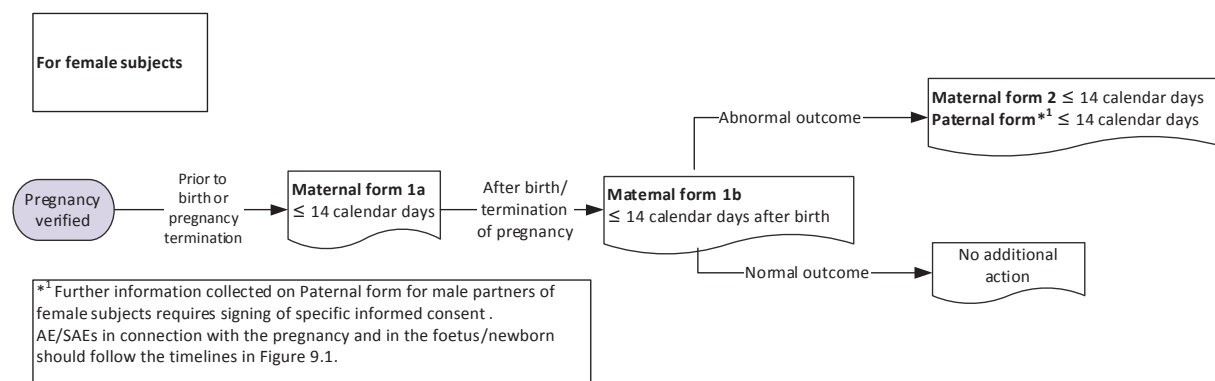 For female subjects
Pregnancy
verified
Prior to
birth or
pregnancy
termination
Maternal form 1a
≤ 14 calendar days
After birth/
termination
of pregnancy
Maternal form 1b
≤ 14 calendar days after birth
Abnormal outcome
Maternal form 2 ≤ 14 calendar days
Paternal form*1 ≤ 14 calendar days
Normal outcome
No additional
action
*1 Further information collected on Paternal form for male partners of
female subjects requires signing of specific informed consent .
AE/SAEs in connection with the pregnancy and in the foetus/newborn
should follow the timelines in Figure 9.1.